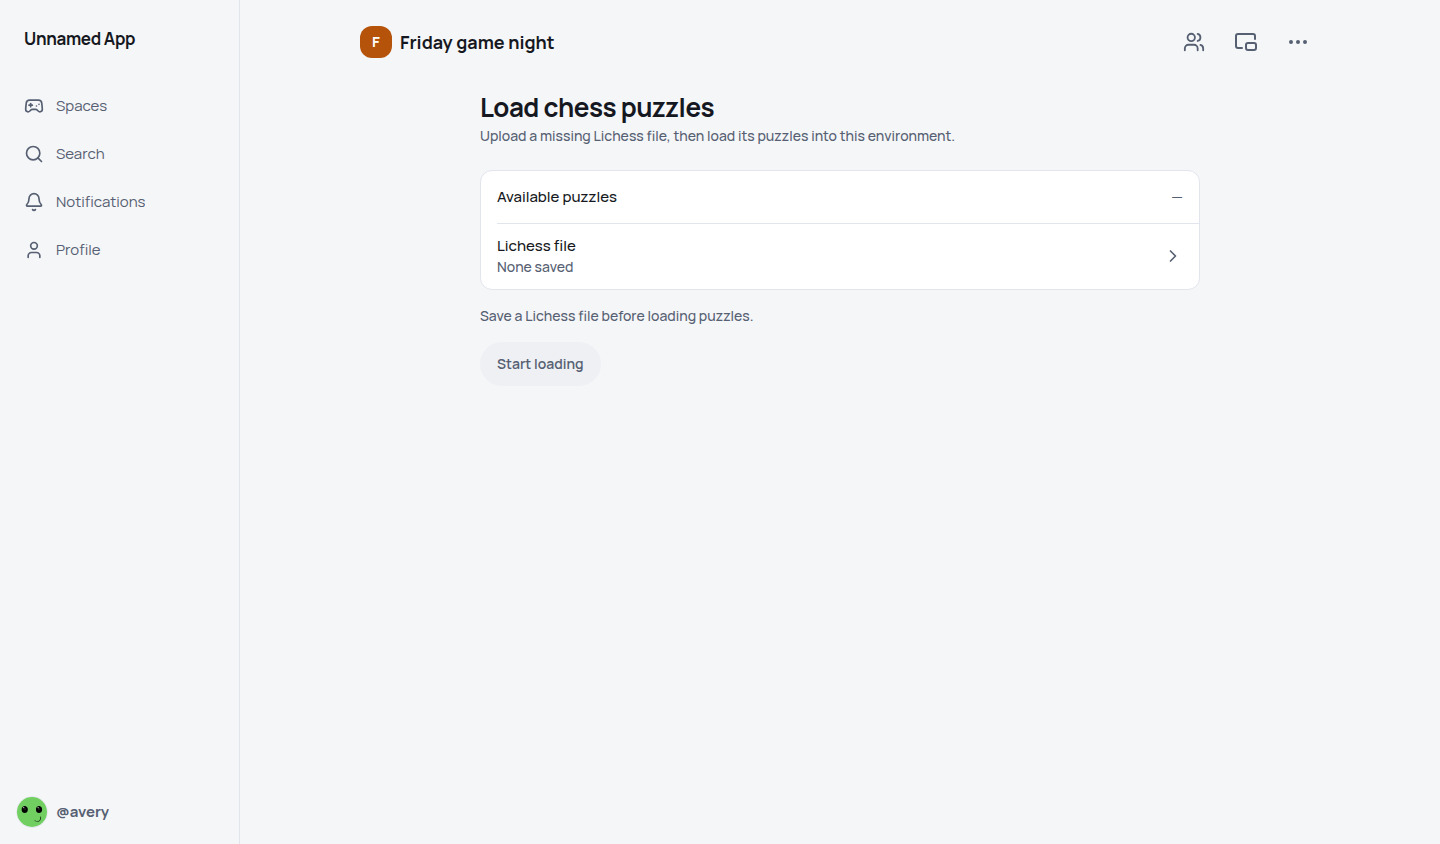 Unnamed App
Spaces
Search
Notifications
Profile
@avery
F
Friday game night
Load chess puzzles
Upload a missing Lichess file, then load its puzzles into this environment.
Available puzzles
—
Lichess file
None saved
Save a Lichess file before loading puzzles.
Start loading